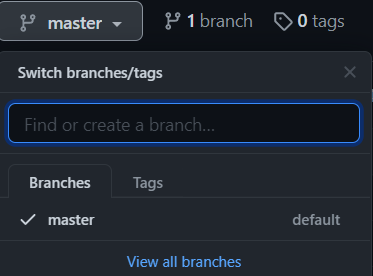 master 1 branch 0 tags
Switch branches/tags
Find or create a branch...
Branches Tags
master default
View all branches